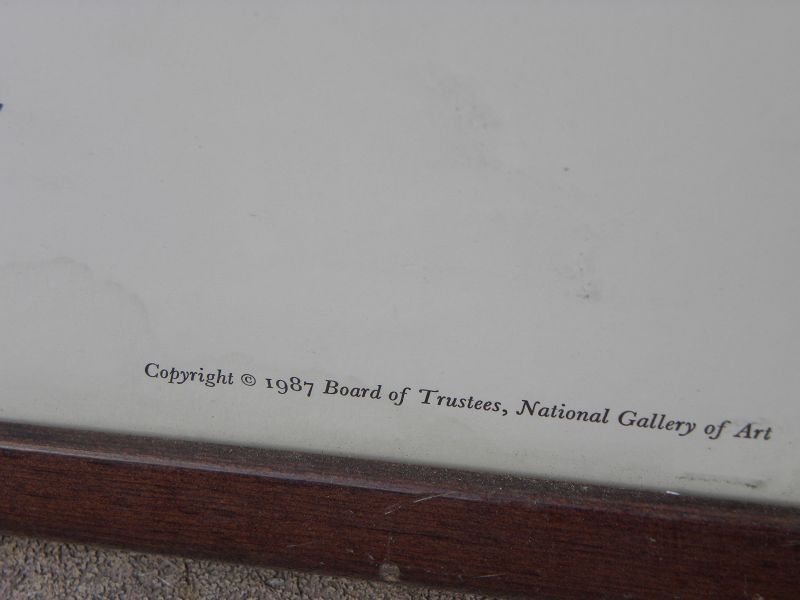 Copyright © 1987 Board of Trustees, National Gallery of Art